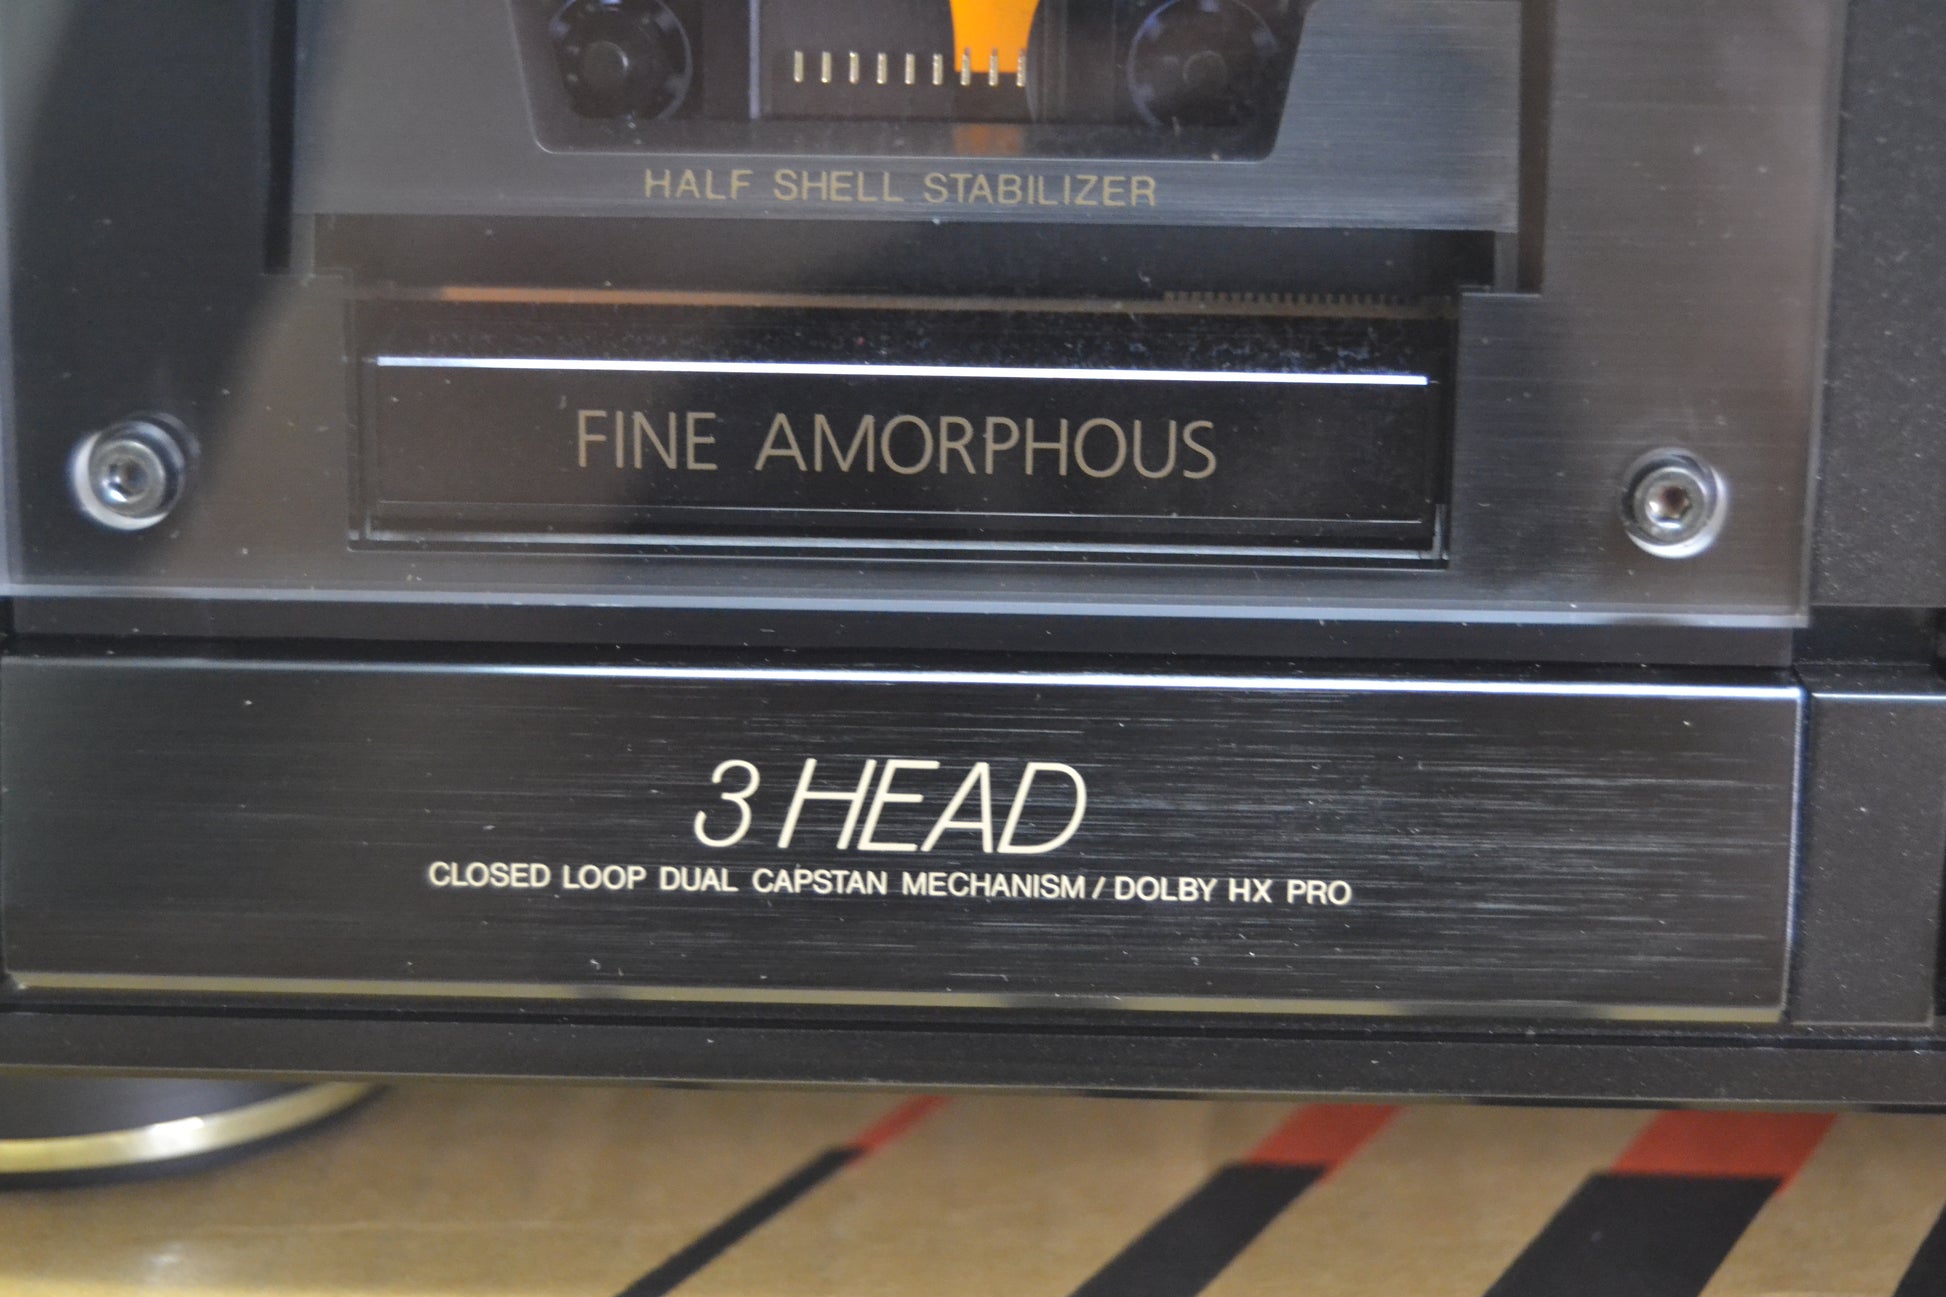 HALF SHELL STABILIZER
FINE AMORPHOUS
3 HEAD
CLOSED LOOP DUAL CAPSTAN MECHANISM / DOLBY HX PRO